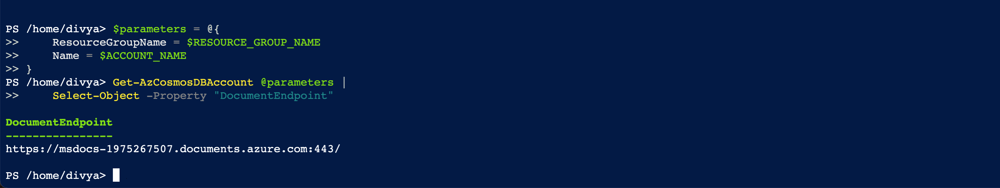 PS /home/divya> $parameters = @{
>>     ResourceGroupName = $RESOURCE_GROUP_NAME
>>     Name = $ACCOUNT_NAME
>> }
PS /home/divya> Get-AzCosmosDBAccount @parameters |
>>     Select-Object -Property "DocumentEndpoint"
DocumentEndpoint
----------------
https://msdocs-1975267507.documents.azure.com:443/
PS /home/divya>